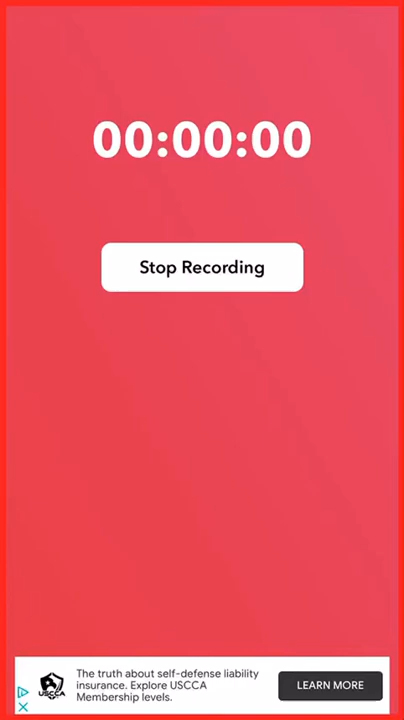 00:00:00
Stop Recording
The truth about self-defense liability
insurance. Explore USCCA
Membership levels.
USCCA
LEARN MORE